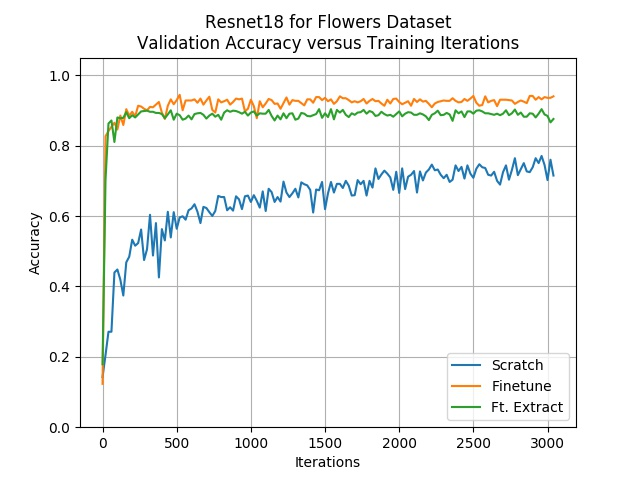 Resnet18 for Flowers Dataset
Validation Accuracy versus Training Iterations
1.0
0.8
0.6
0.4
0.2
0.0
Accuracy
0 500 1000 1500 2000 2500 3000
Iterations
Scratch
Finetune
Ft. Extract